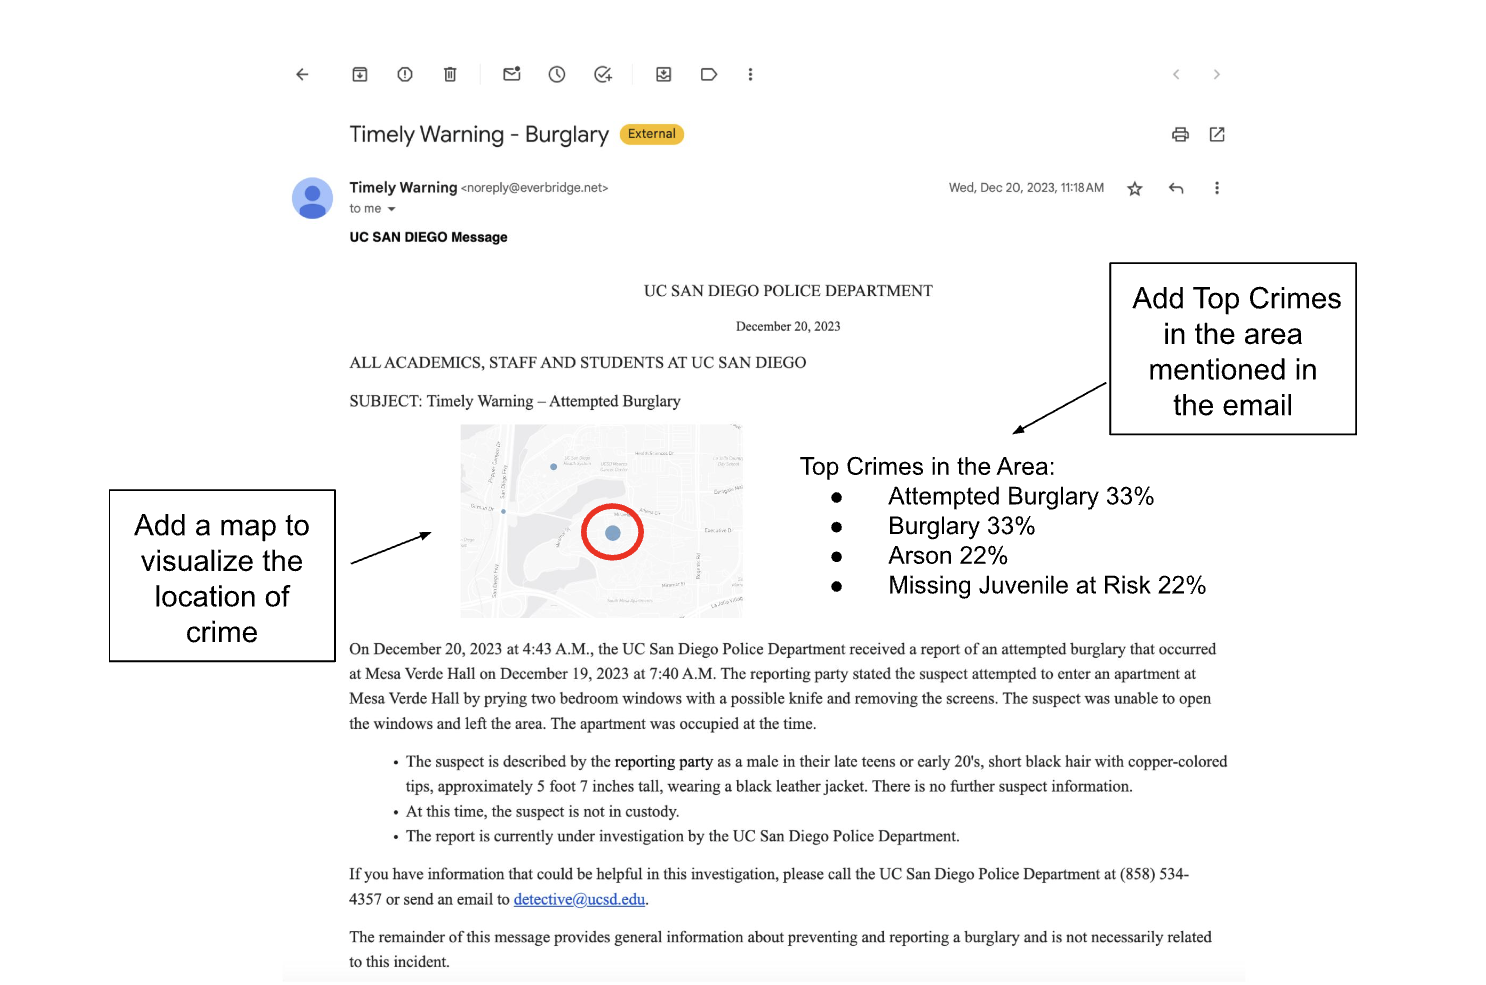 Timely Warning - Burglary External
Timely Warning <noreply@everbridge.net> Wed, Dec 20, 2023, 11:18 AM
to me
UC SAN DIEGO Message
UC SAN DIEGO POLICE DEPARTMENT
December 20, 2023
ALL ACADEMICS, STAFF AND STUDENTS AT UC SAN DIEGO
SUBJECT: Timely Warning – Attempted Burglary
Add Top Crimes
in the area
mentioned in
the email
Add a map to
visualize the
location of
crime
Top Crimes in the Area:
● Attempted Burglary 33%
● Burglary 33%
● Arson 22%
● Missing Juvenile at Risk 22%
On December 20, 2023 at 4:43 A.M., the UC San Diego Police Department received a report of an attempted burglary that occurred
at Mesa Verde Hall on December 19, 2023 at 7:40 A.M. The reporting party stated the suspect attempted to enter an apartment at
Mesa Verde Hall by prying two bedroom windows with a possible knife and removing the screens. The suspect was unable to open
the windows and left the area. The apartment was occupied at the time.
• The suspect is described by the reporting party as a male in their late teens or early 20's, short black hair with copper-colored
tips, approximately 5 foot 7 inches tall, wearing a black leather jacket. There is no further suspect information.
• At this time, the suspect is not in custody.
• The report is currently under investigation by the UC San Diego Police Department.
If you have information that could be helpful in this investigation, please call the UC San Diego Police Department at (858) 534-
4357 or send an email to detective@ucsd.edu.
The remainder of this message provides general information about preventing and reporting a burglary and is not necessarily related
to this incident.